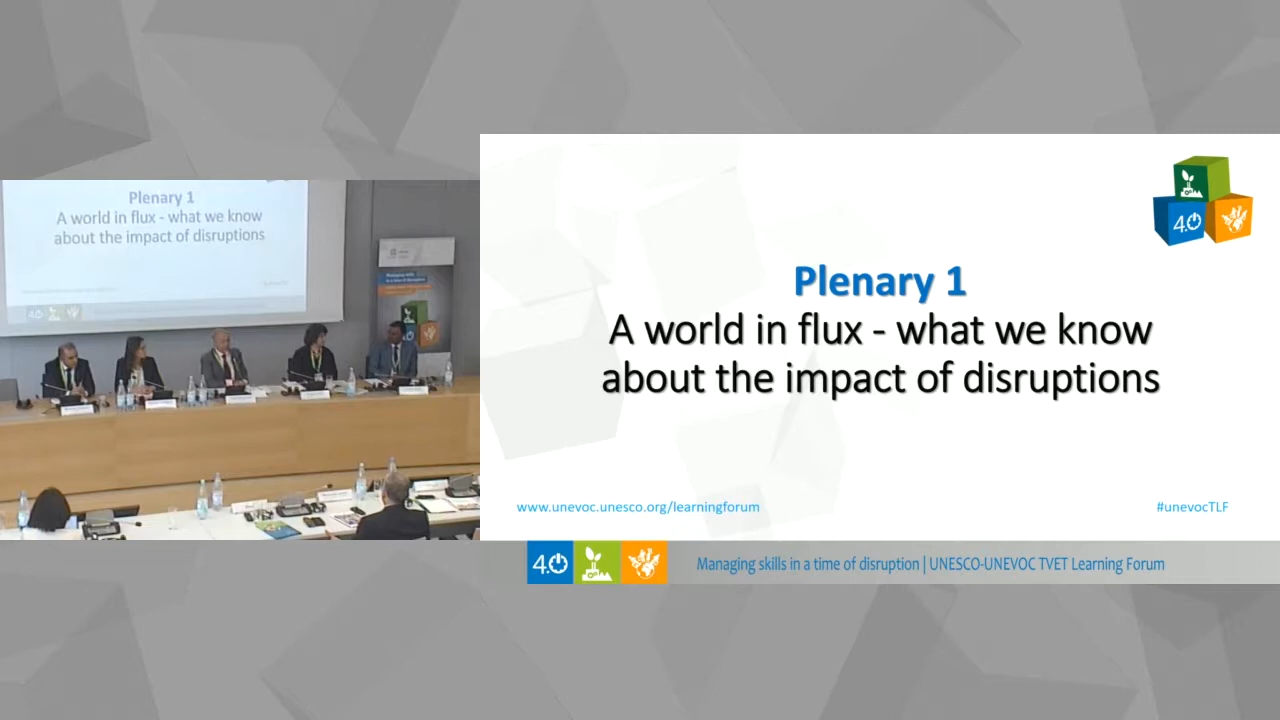 Plenary 1
A world in flux - what we know
about the impact of disruptions
4.0
Plenary 1
A world in flux - what we know
about the impact of disruptions
www.unevoc.unesco.org/learningforum
#unevocTLF
4.0
Managing skills in a time of disruption | UNESCO-UNEVOC TVET Learning Forum